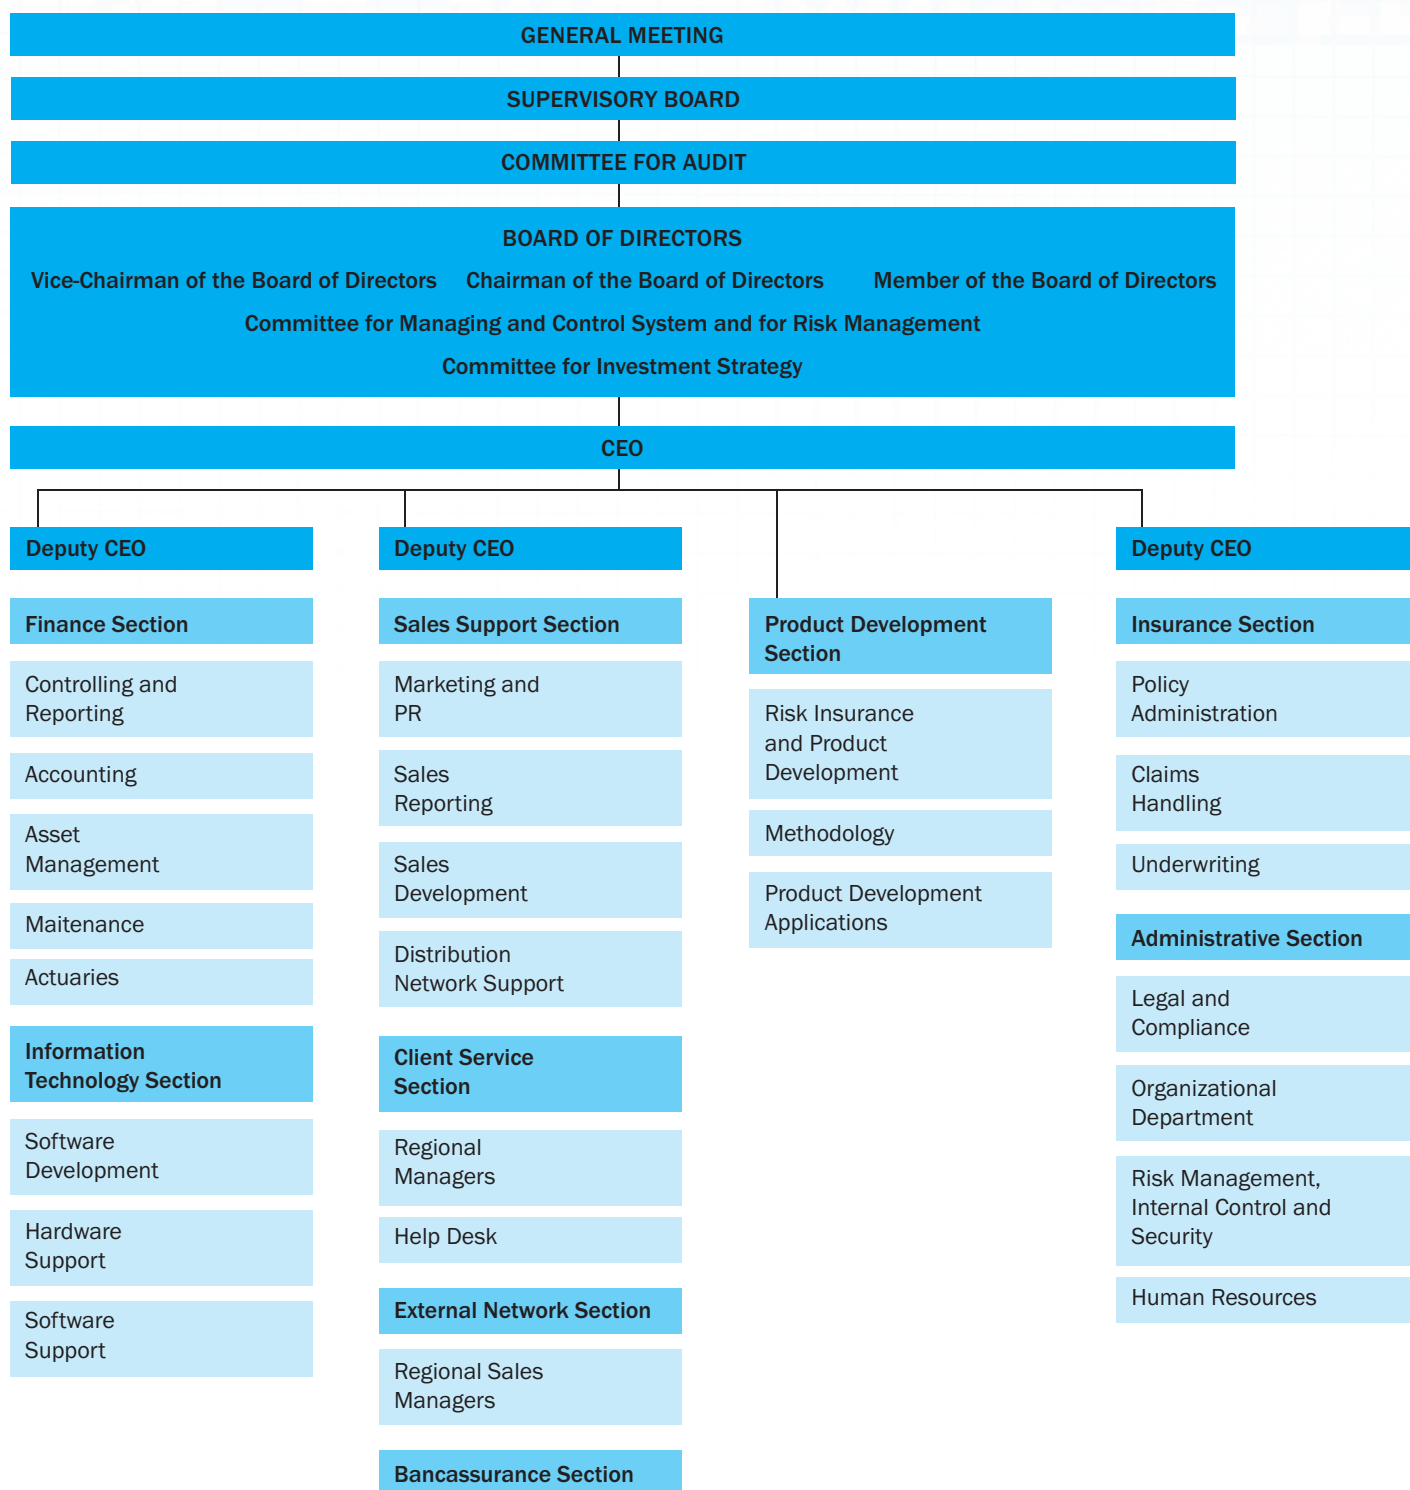 GENERAL MEETING
SUPERVISORY BOARD
COMMITTEE FOR AUDIT
BOARD OF DIRECTORS
Vice-Chairman of the Board of Directors Chairman of the Board of Directors Member of the Board of Directors
Committee for Managing and Control System and for Risk Management
Committee for Investment Strategy
CEO
Deputy CEO
Finance Section
Controlling and
Reporting
Accounting
Asset
Management
Maitenance
Actuaries
Information
Technology Section
Software
Development
Hardware
Support
Software
Support
Deputy CEO
Sales Support Section
Marketing and
PR
Sales
Reporting
Sales
Development
Distribution
Network Support
Client Service
Section
Regional
Managers
Help Desk
External Network Section
Regional Sales
Managers
Bancassurance Section
Product Development
Section
Risk Insurance
and Product
Development
Methodology
Product Development
Applications
Deputy CEO
Insurance Section
Policy
Administration
Claims
Handling
Underwriting
Administrative Section
Legal and
Compliance
Organizational
Department
Risk Management,
Internal Control and
Security
Human Resources